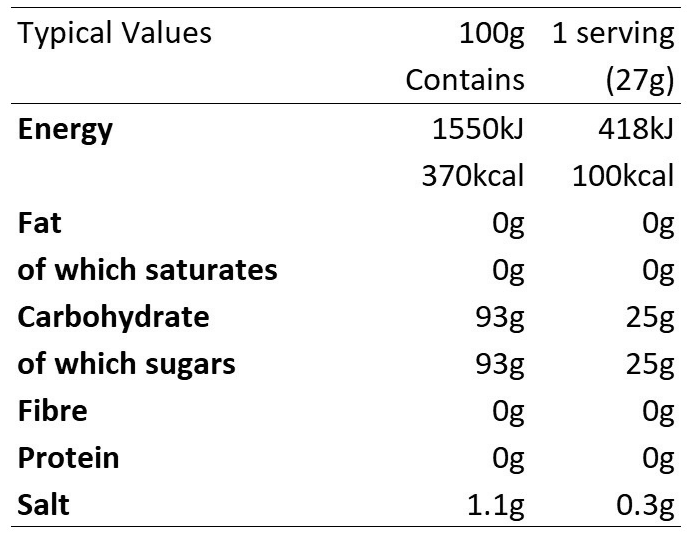 Typical Values 100g 1 serving
Contains (27g)
Energy 1550kJ 418kJ
370kcal 100kcal
Fat 0g 0g
of which saturates 0g 0g
Carbohydrate 93g 25g
of which sugars 93g 25g
Fibre 0g 0g
Protein 0g 0g
Salt 1.1g 0.3g